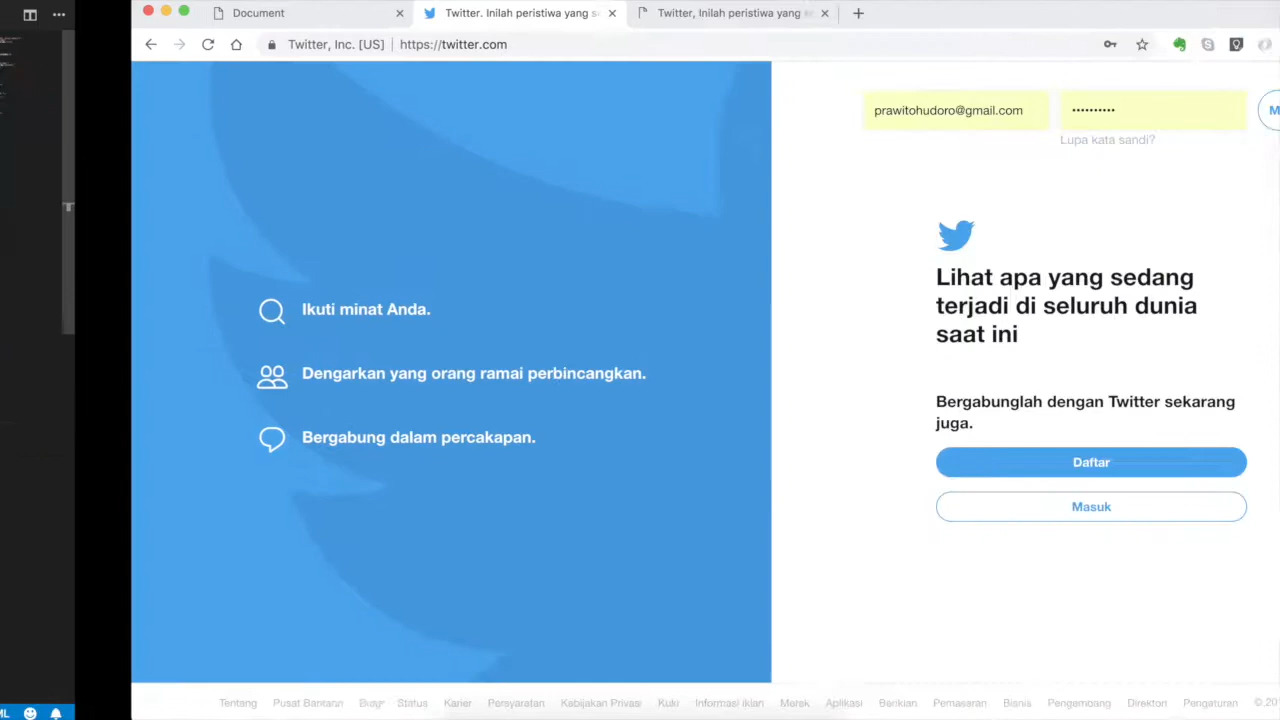 Document
Twitter. Inilah peristiwa yang s
Twitter, Inilah peristiwa yang
Twitter, Inc. [US]
https://twitter.com
prawitohudoro@gmail.com
••••••••••
M
Lupa kata sandi?
Lihat apa yang sedang
terjadi di seluruh dunia
saat ini
Ikuti minat Anda.
Dengarkan yang orang ramai perbincangkan.
Bergabung dalam percakapan.
Bergabunglah dengan Twitter sekarang
juga.
Daftar
Masuk
Tentang Pusat Bantuan Status Karier Persyaratan Kebijakan Privasi Kuki Informasi iklan Merek Aplikasi Beriklan Pemasaran Bisnis Pengembang Direktori Pengaturan © 20
ML